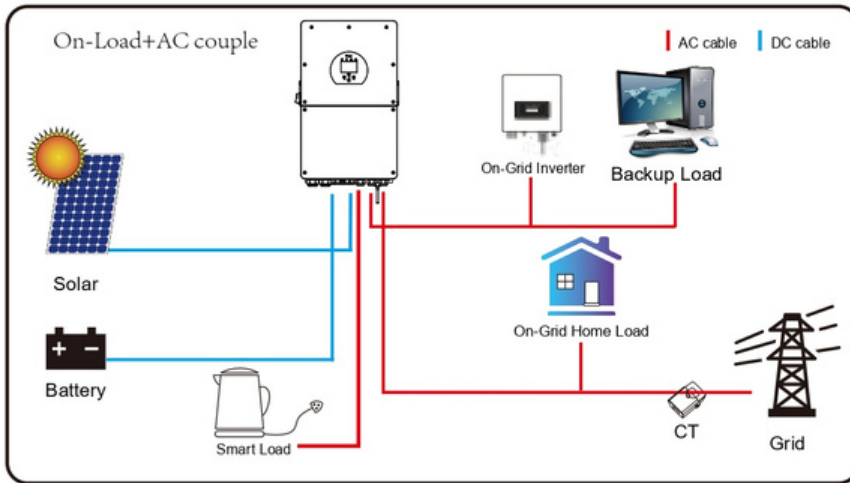 On-Load+AC couple
AC cable
DC cable
On-Grid Inverter
Backup Load
Solar
On-Grid Home Load
Battery
Smart Load
CT
Grid